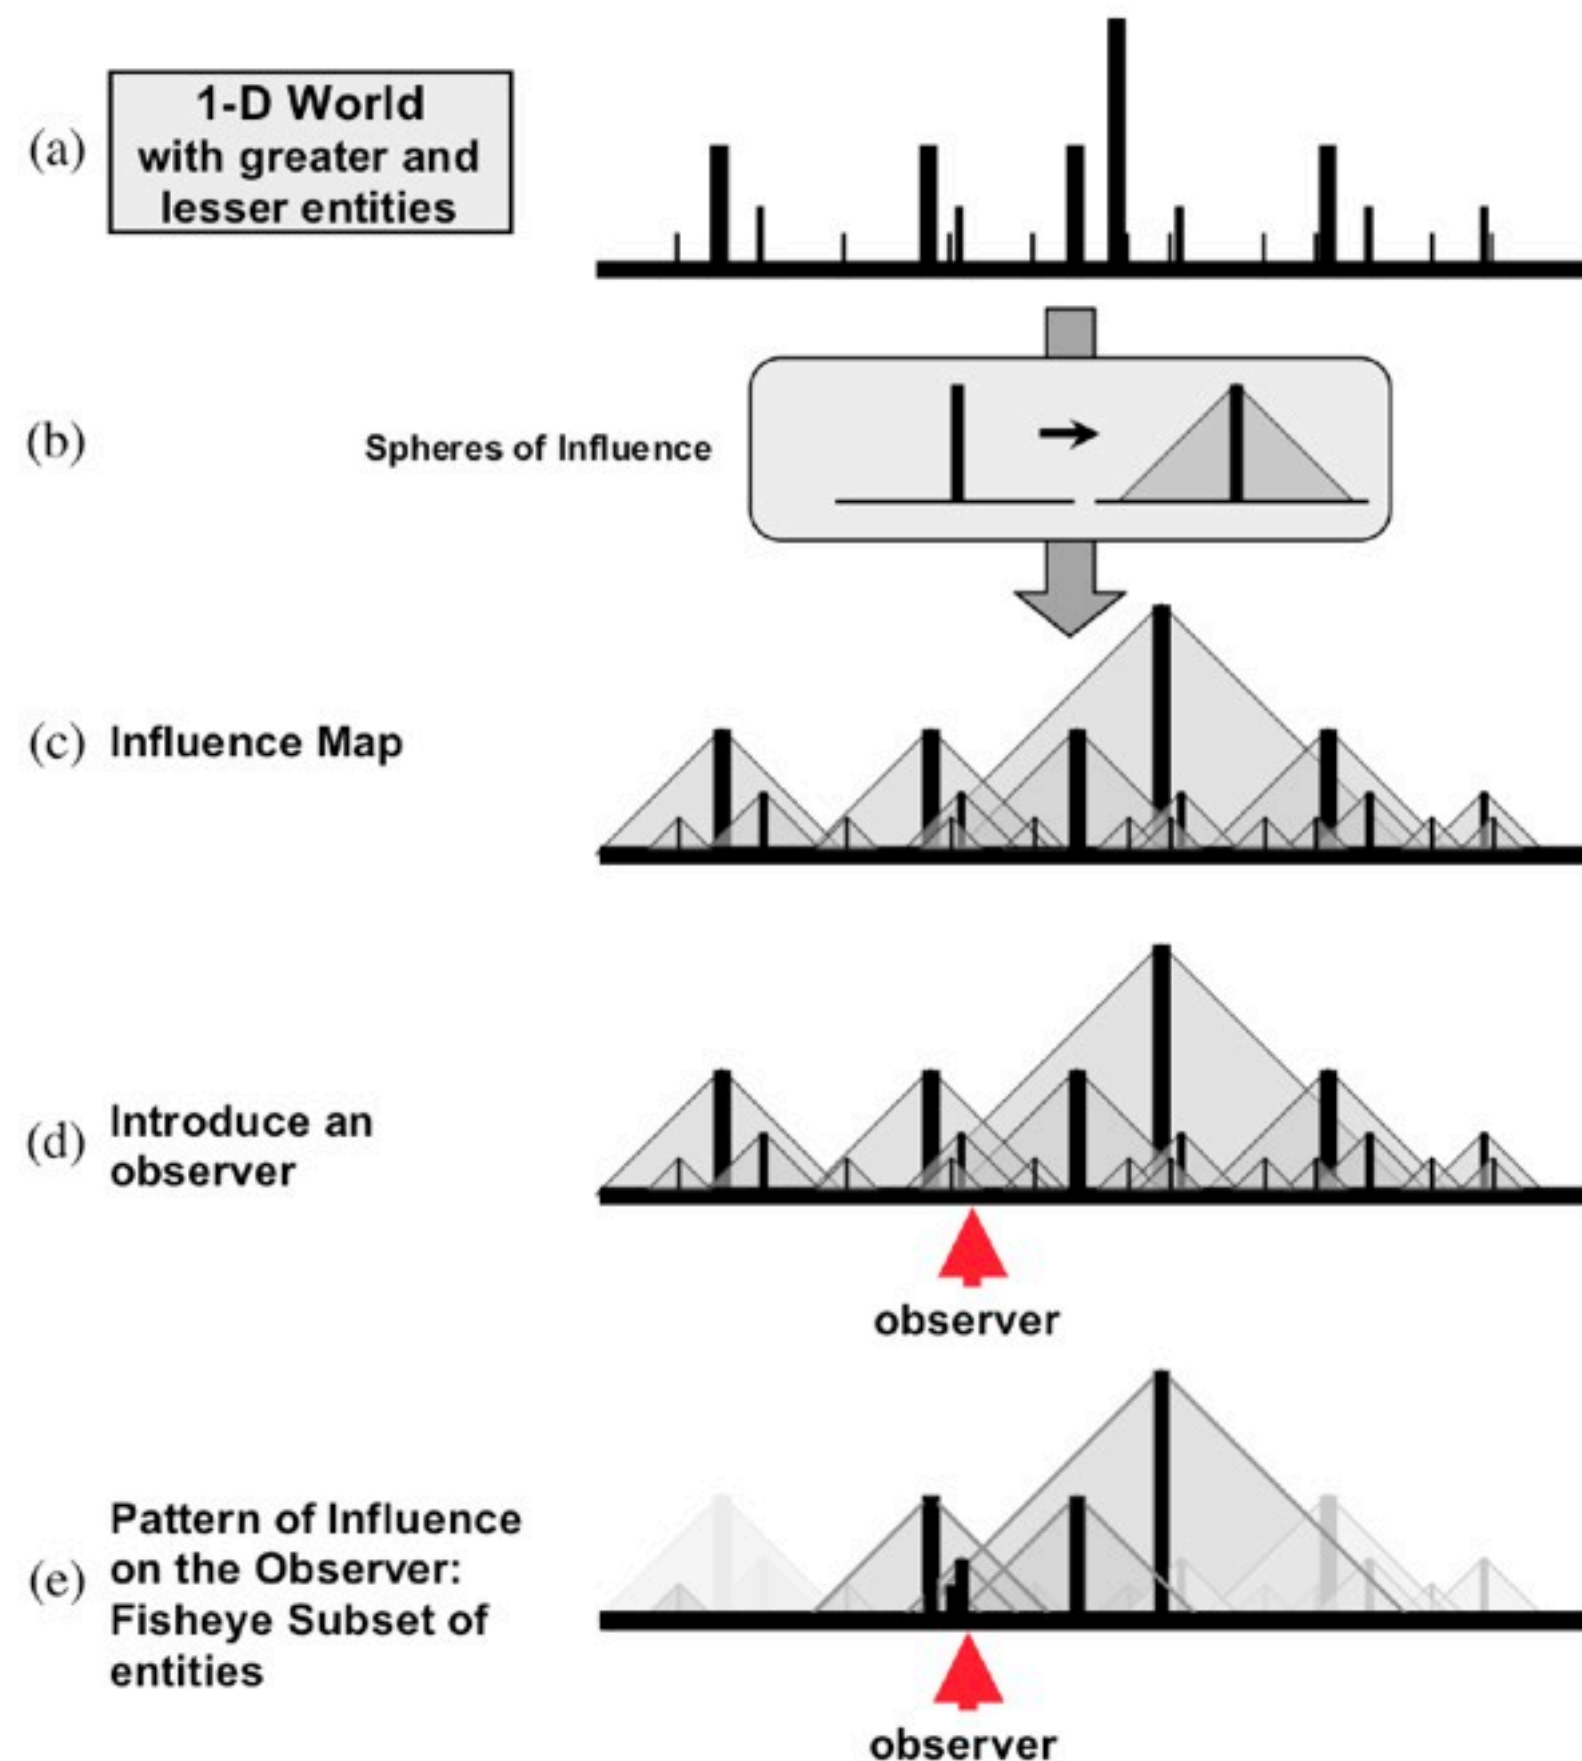 (a)
1-D World
with greater and
lesser entities
(b)
Spheres of Influence
(c)
Influence Map
(d)
Introduce an
observer
observer
(e)
Pattern of Influence
on the Observer:
Fisheye Subset of
entities
observer